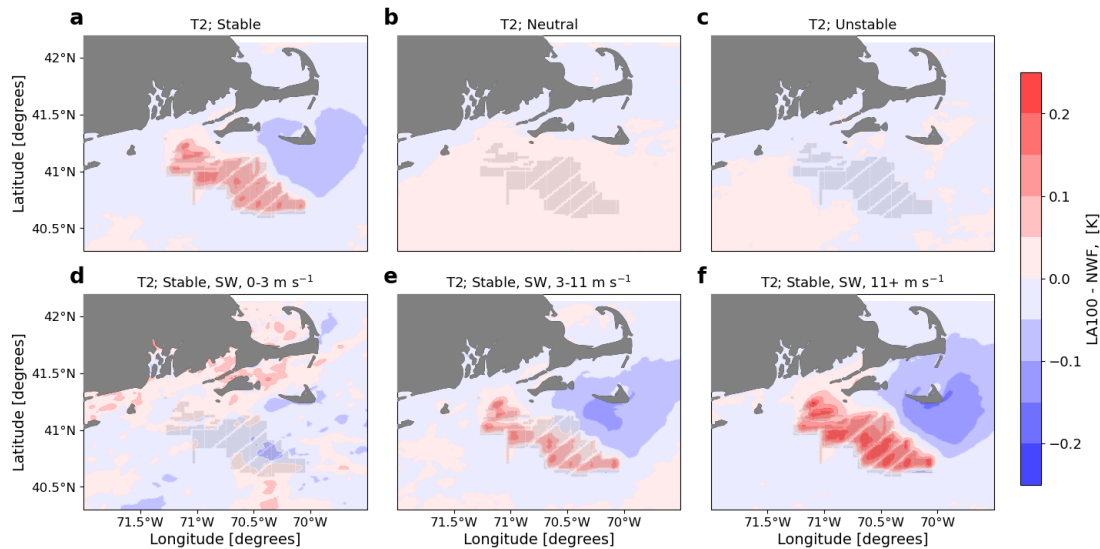 a T2; Stable
b T2; Neutral
c T2; Unstable
42°N
41.5°N
41°N
40.5°N
Latitude [degrees]
d T2; Stable, SW, 0-3 m s⁻¹
e T2; Stable, SW, 3-11 m s⁻¹
f T2; Stable, SW, 11+ m s⁻¹
42°N
41.5°N
41°N
40.5°N
Latitude [degrees]
71.5°W 71°W 70.5°W 70°W
71.5°W 71°W 70.5°W 70°W
71.5°W 71°W 70.5°W 70°W
Longitude [degrees]
Longitude [degrees]
Longitude [degrees]
0.2
0.1
0.0
−0.1
−0.2
LA100 - NWF, [K]